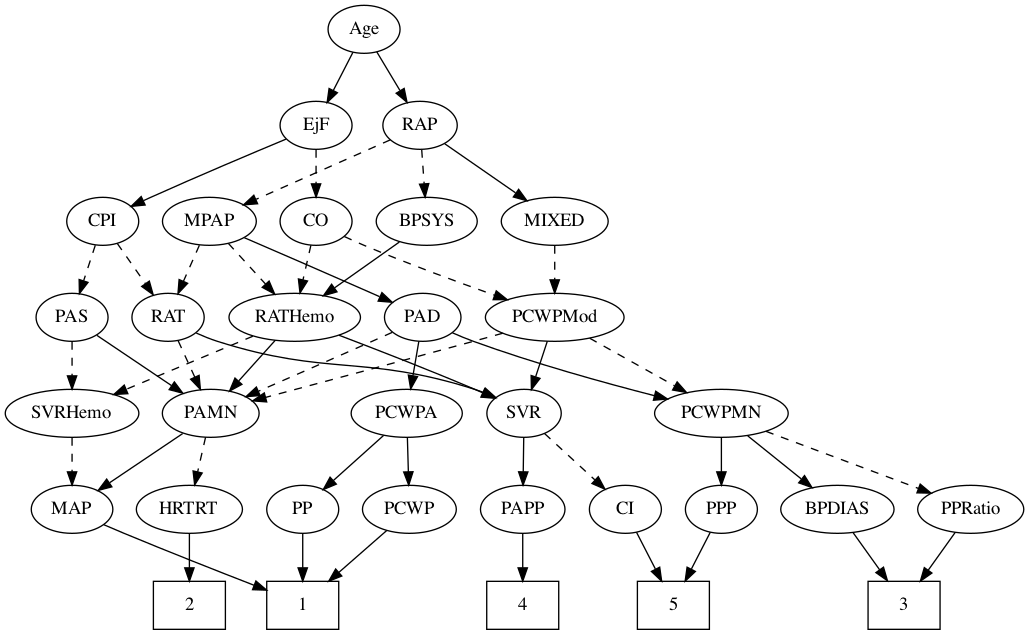 Age
EjF RAP
CPI MPAP CO BPSYS MIXED
PAS RAT RATHemo PAD PCWPMod
SVRHemo PAMN PCWPA SVR PCWPMN
MAP HRTRT PP PCWP PAPP CI PPP BPDIAS PPRatio
2 1 4 5 3